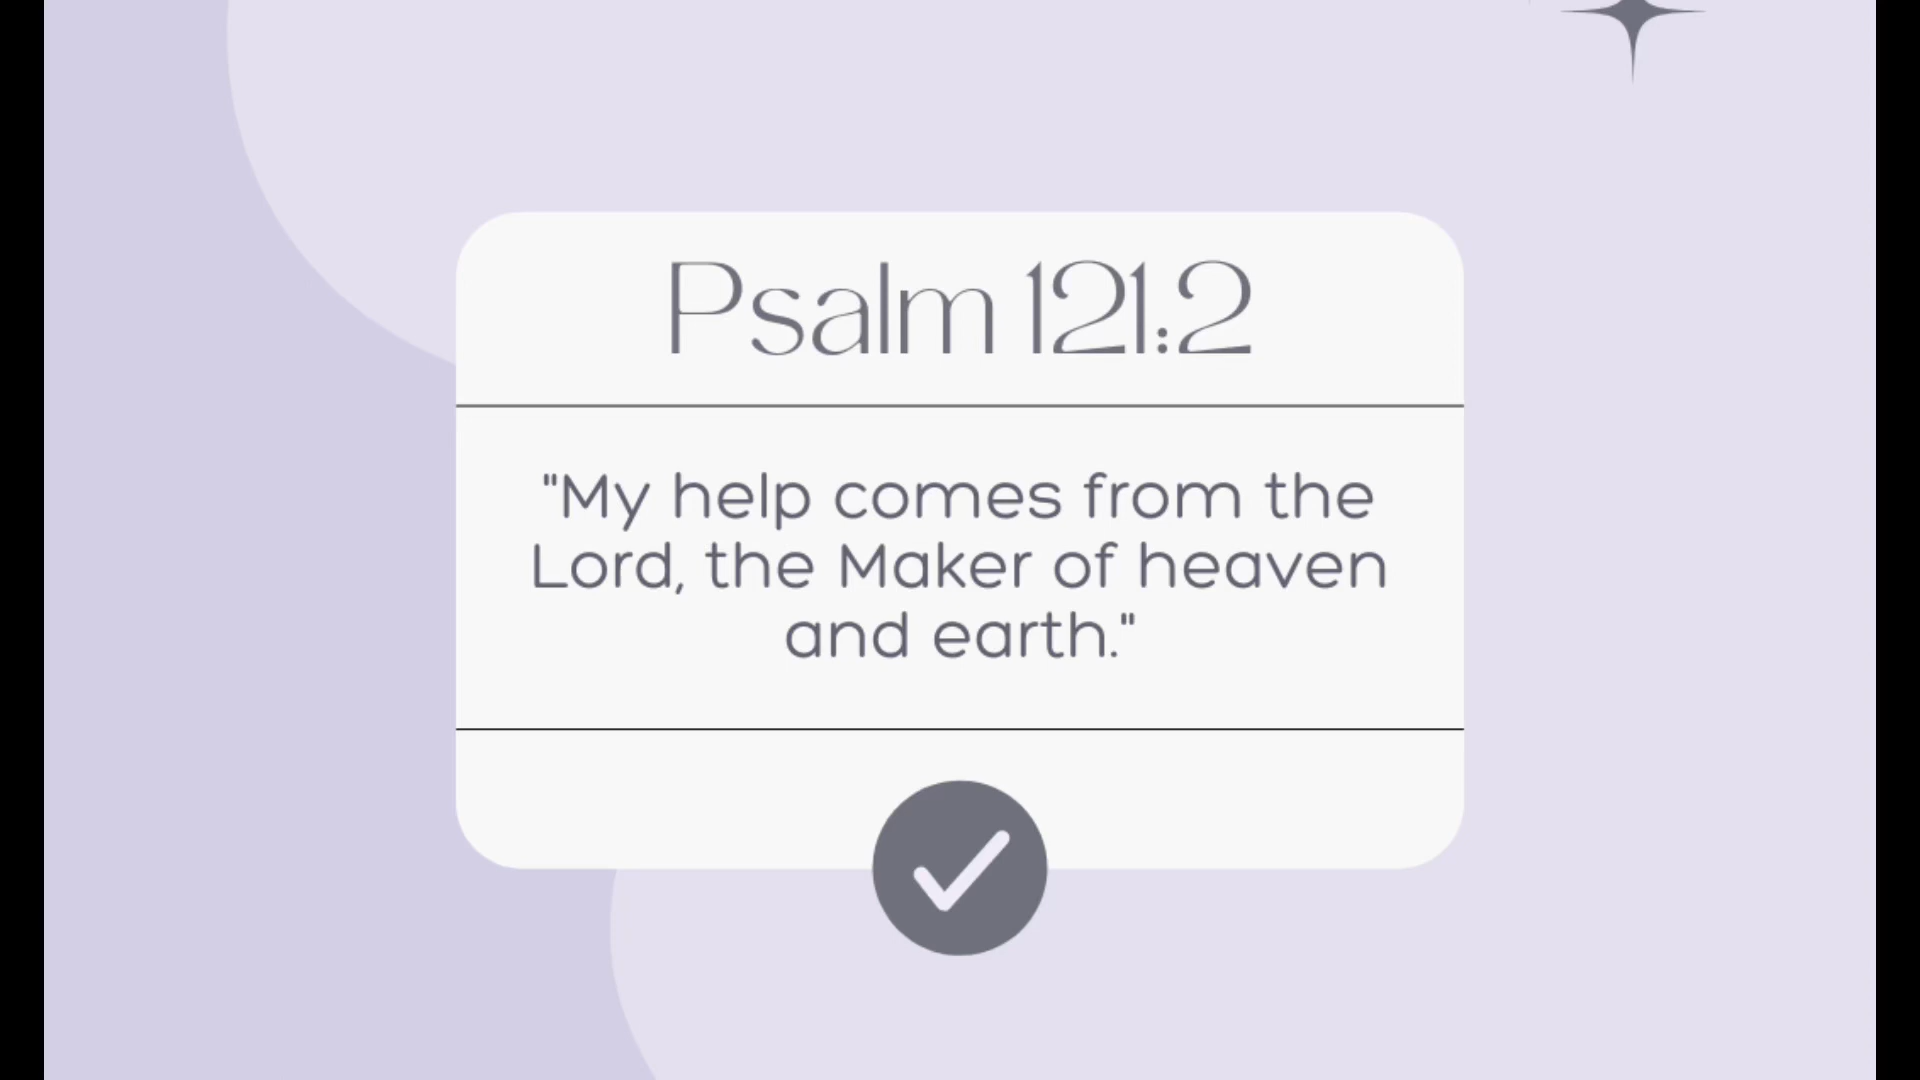 Psalm 121:2
"My help comes from the
Lord, the Maker of heaven
and earth."